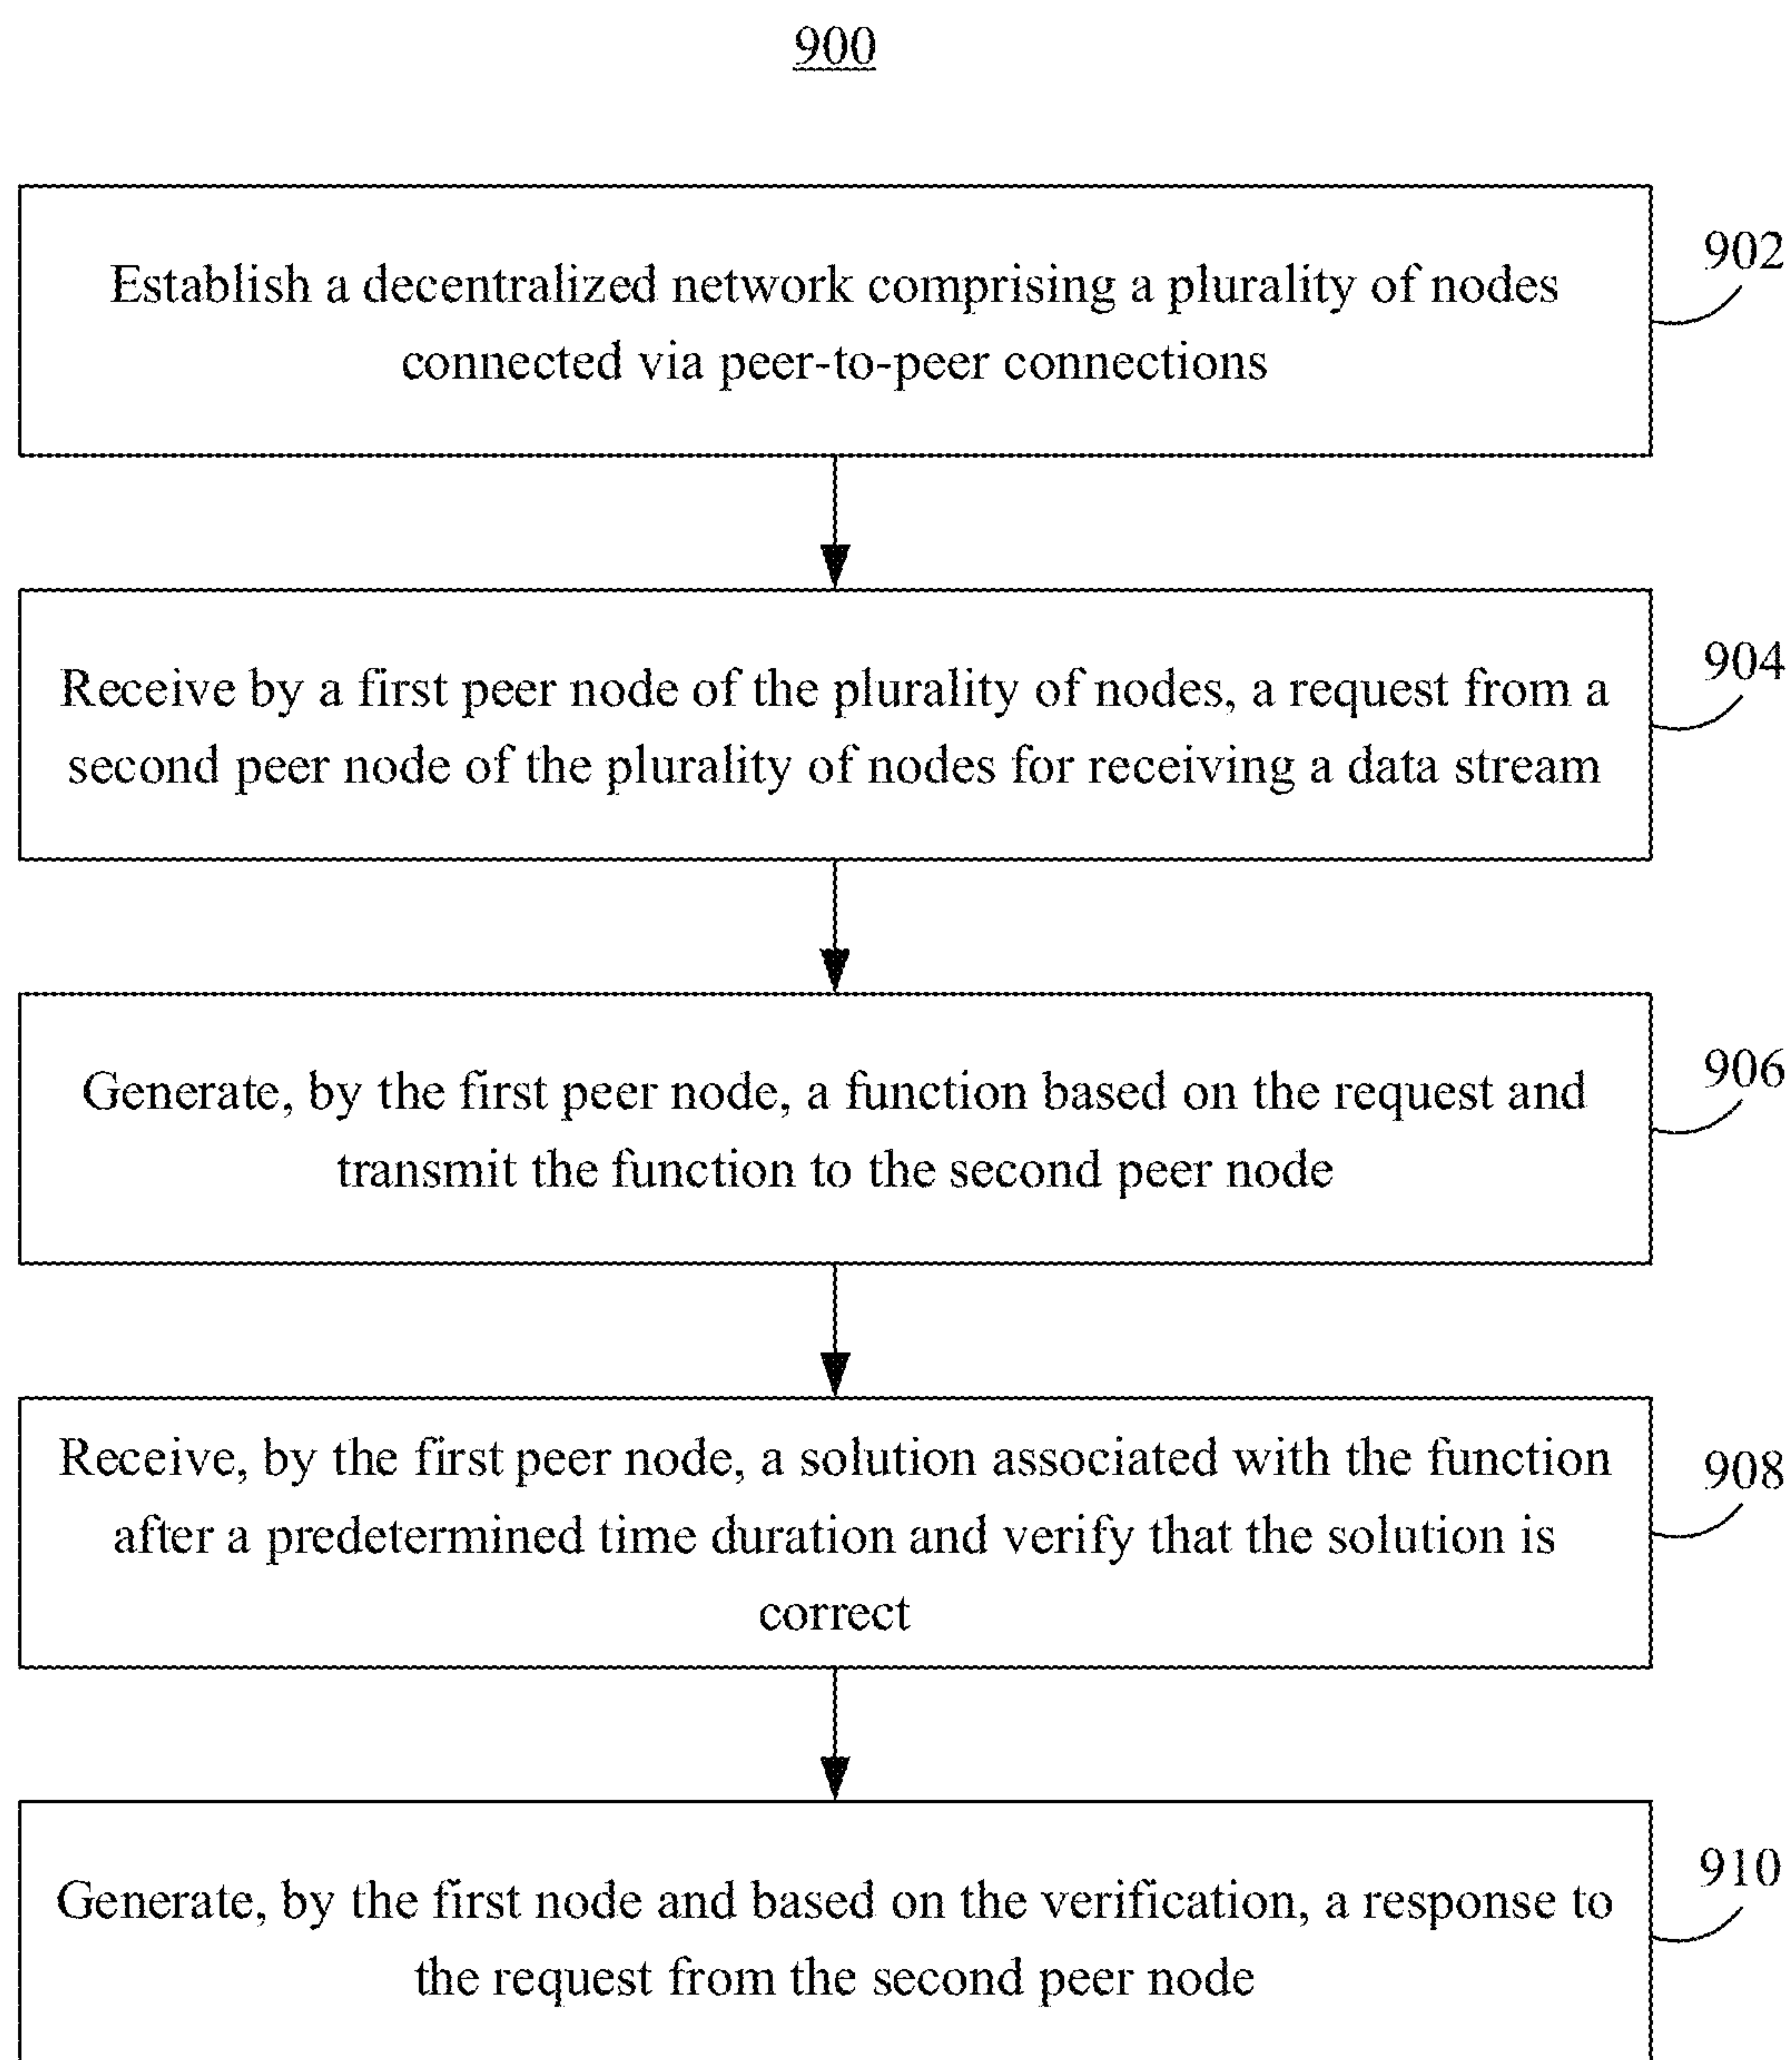 900
Establish a decentralized network comprising a plurality of nodes
connected via peer-to-peer connections
902
Receive by a first peer node of the plurality of nodes, a request from a
second peer node of the plurality of nodes for receiving a data stream
904
Generate, by the first peer node, a function based on the request and
transmit the function to the second peer node
906
Receive, by the first peer node, a solution associated with the function
after a predetermined time duration and verify that the solution is
correct
908
Generate, by the first node and based on the verification, a response to
the request from the second peer node
910